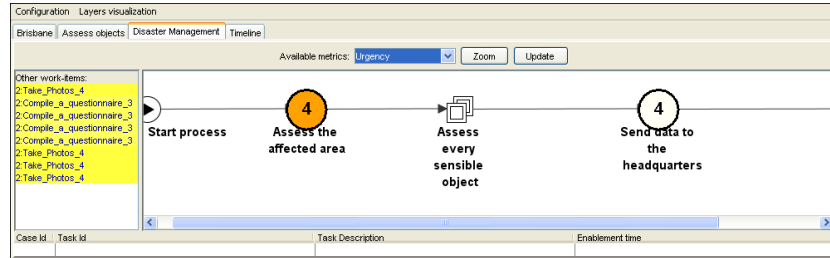 Configuration Layers visualization
Brisbane Assess objects Disaster Management Timeline
Available metrics: Urgency Zoom Update
Other work-items:
2:Take_Photos_4
2:Compile_a_questionnaire_3
2:Compile_a_questionnaire_3
2:Compile_a_questionnaire_3
2:Compile_a_questionnaire_3
2:Take_Photos_4
2:Take_Photos_4
2:Take_Photos_4
Start process
4
Assess the
affected area
Assess
every
sensible
object
4
Send data to
the
headquarters
Case Id Task Id Task Description Enablement time